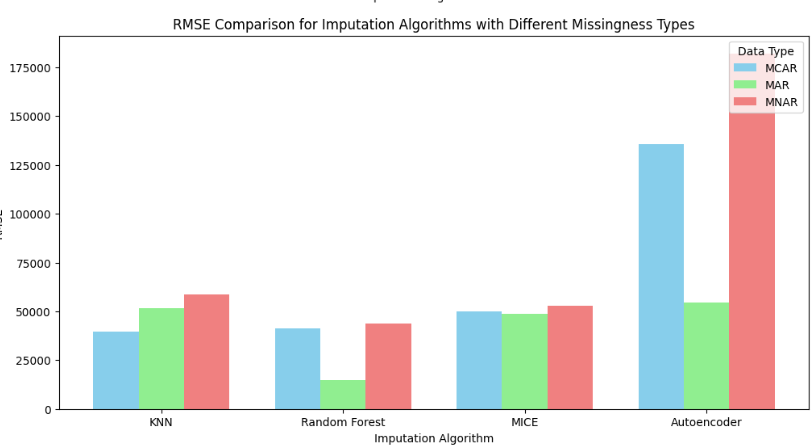 RMSE Comparison for Imputation Algorithms with Different Missingness Types
Data Type
MCAR
MAR
MNAR
175000
150000
125000
100000
75000
50000
25000
0
KNN Random Forest MICE Autoencoder
Imputation Algorithm